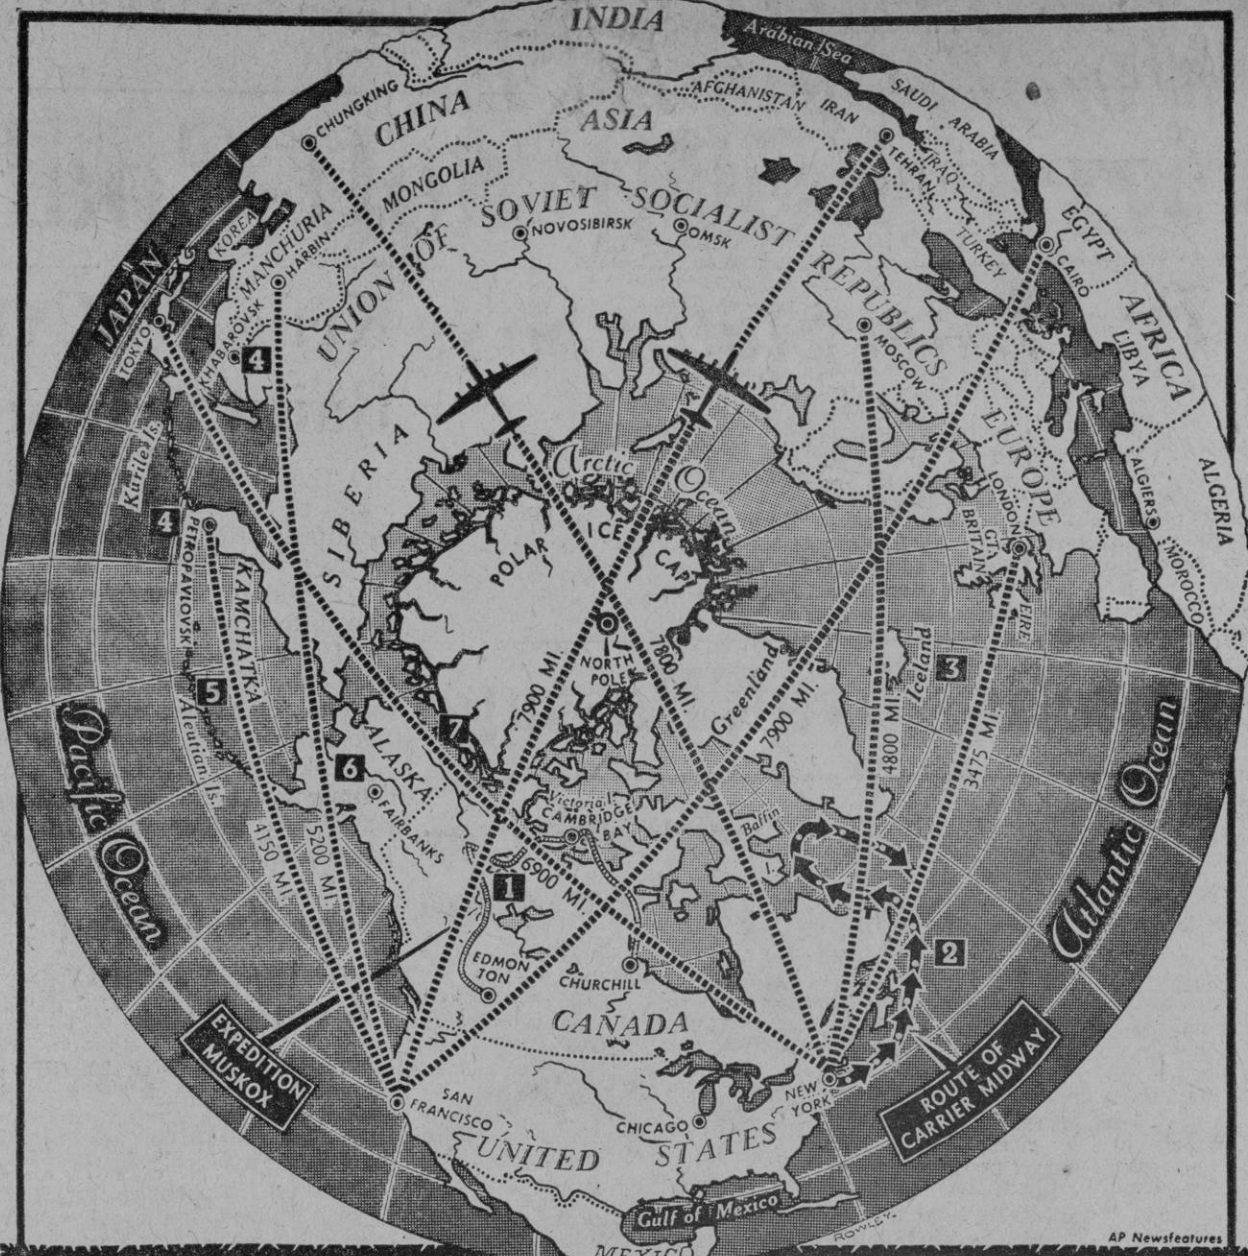 INDIA
Arabian Sea
CHUNGKING
CHINA
AFGHANISTAN
IRAN
SAUDI
ARABIA
ASIA
IRAQ
TEHRAN
MONGOLIA
SOVIET SOCIALIST
NOVOSIBIRSK
OMSK
KOREA
MANCHURIA
HARBIN
UNION OF
REPUBLICS
TURKEY
EGYPT
CAIRO
JAPAN
TOKYO
KHABAROVSK
4
MOSCOW
AFRICA
LIBYA
Kurile Is.
SIBERIA
EUROPE
Arctic
Ocean
ALGIERS
ALGERIA
LONDON
GT.
BRITAIN
4
PETROPAVLOVSK
POLAR
ICE
CAP
MOROCCO
KAMCHATKA
EIRE
NORTH
POLE
7900 MI.
7800 MI.
Greenland
Iceland
3
5
Aleutian Is.
7
7900 MI.
4800 MI.
3475 MI.
Pacific Ocean
Atlantic Ocean
ALASKA
6
FAIRBANKS
Victoria I.
CAMBRIDGE
BAY
Baffin
I.
4150 MI.
5200 MI.
1
6900 MI.
2
EDMON
TON
CHURCHILL
CANADA
EXPEDITION
MUSKOX
ROUTE OF
CARRIER MIDWAY
SAN
FRANCISCO
NEW
YORK
CHICAGO
UNITED STATES
Gulf of Mexico
MEXICO
ROWLEY
AP Newsfeatures